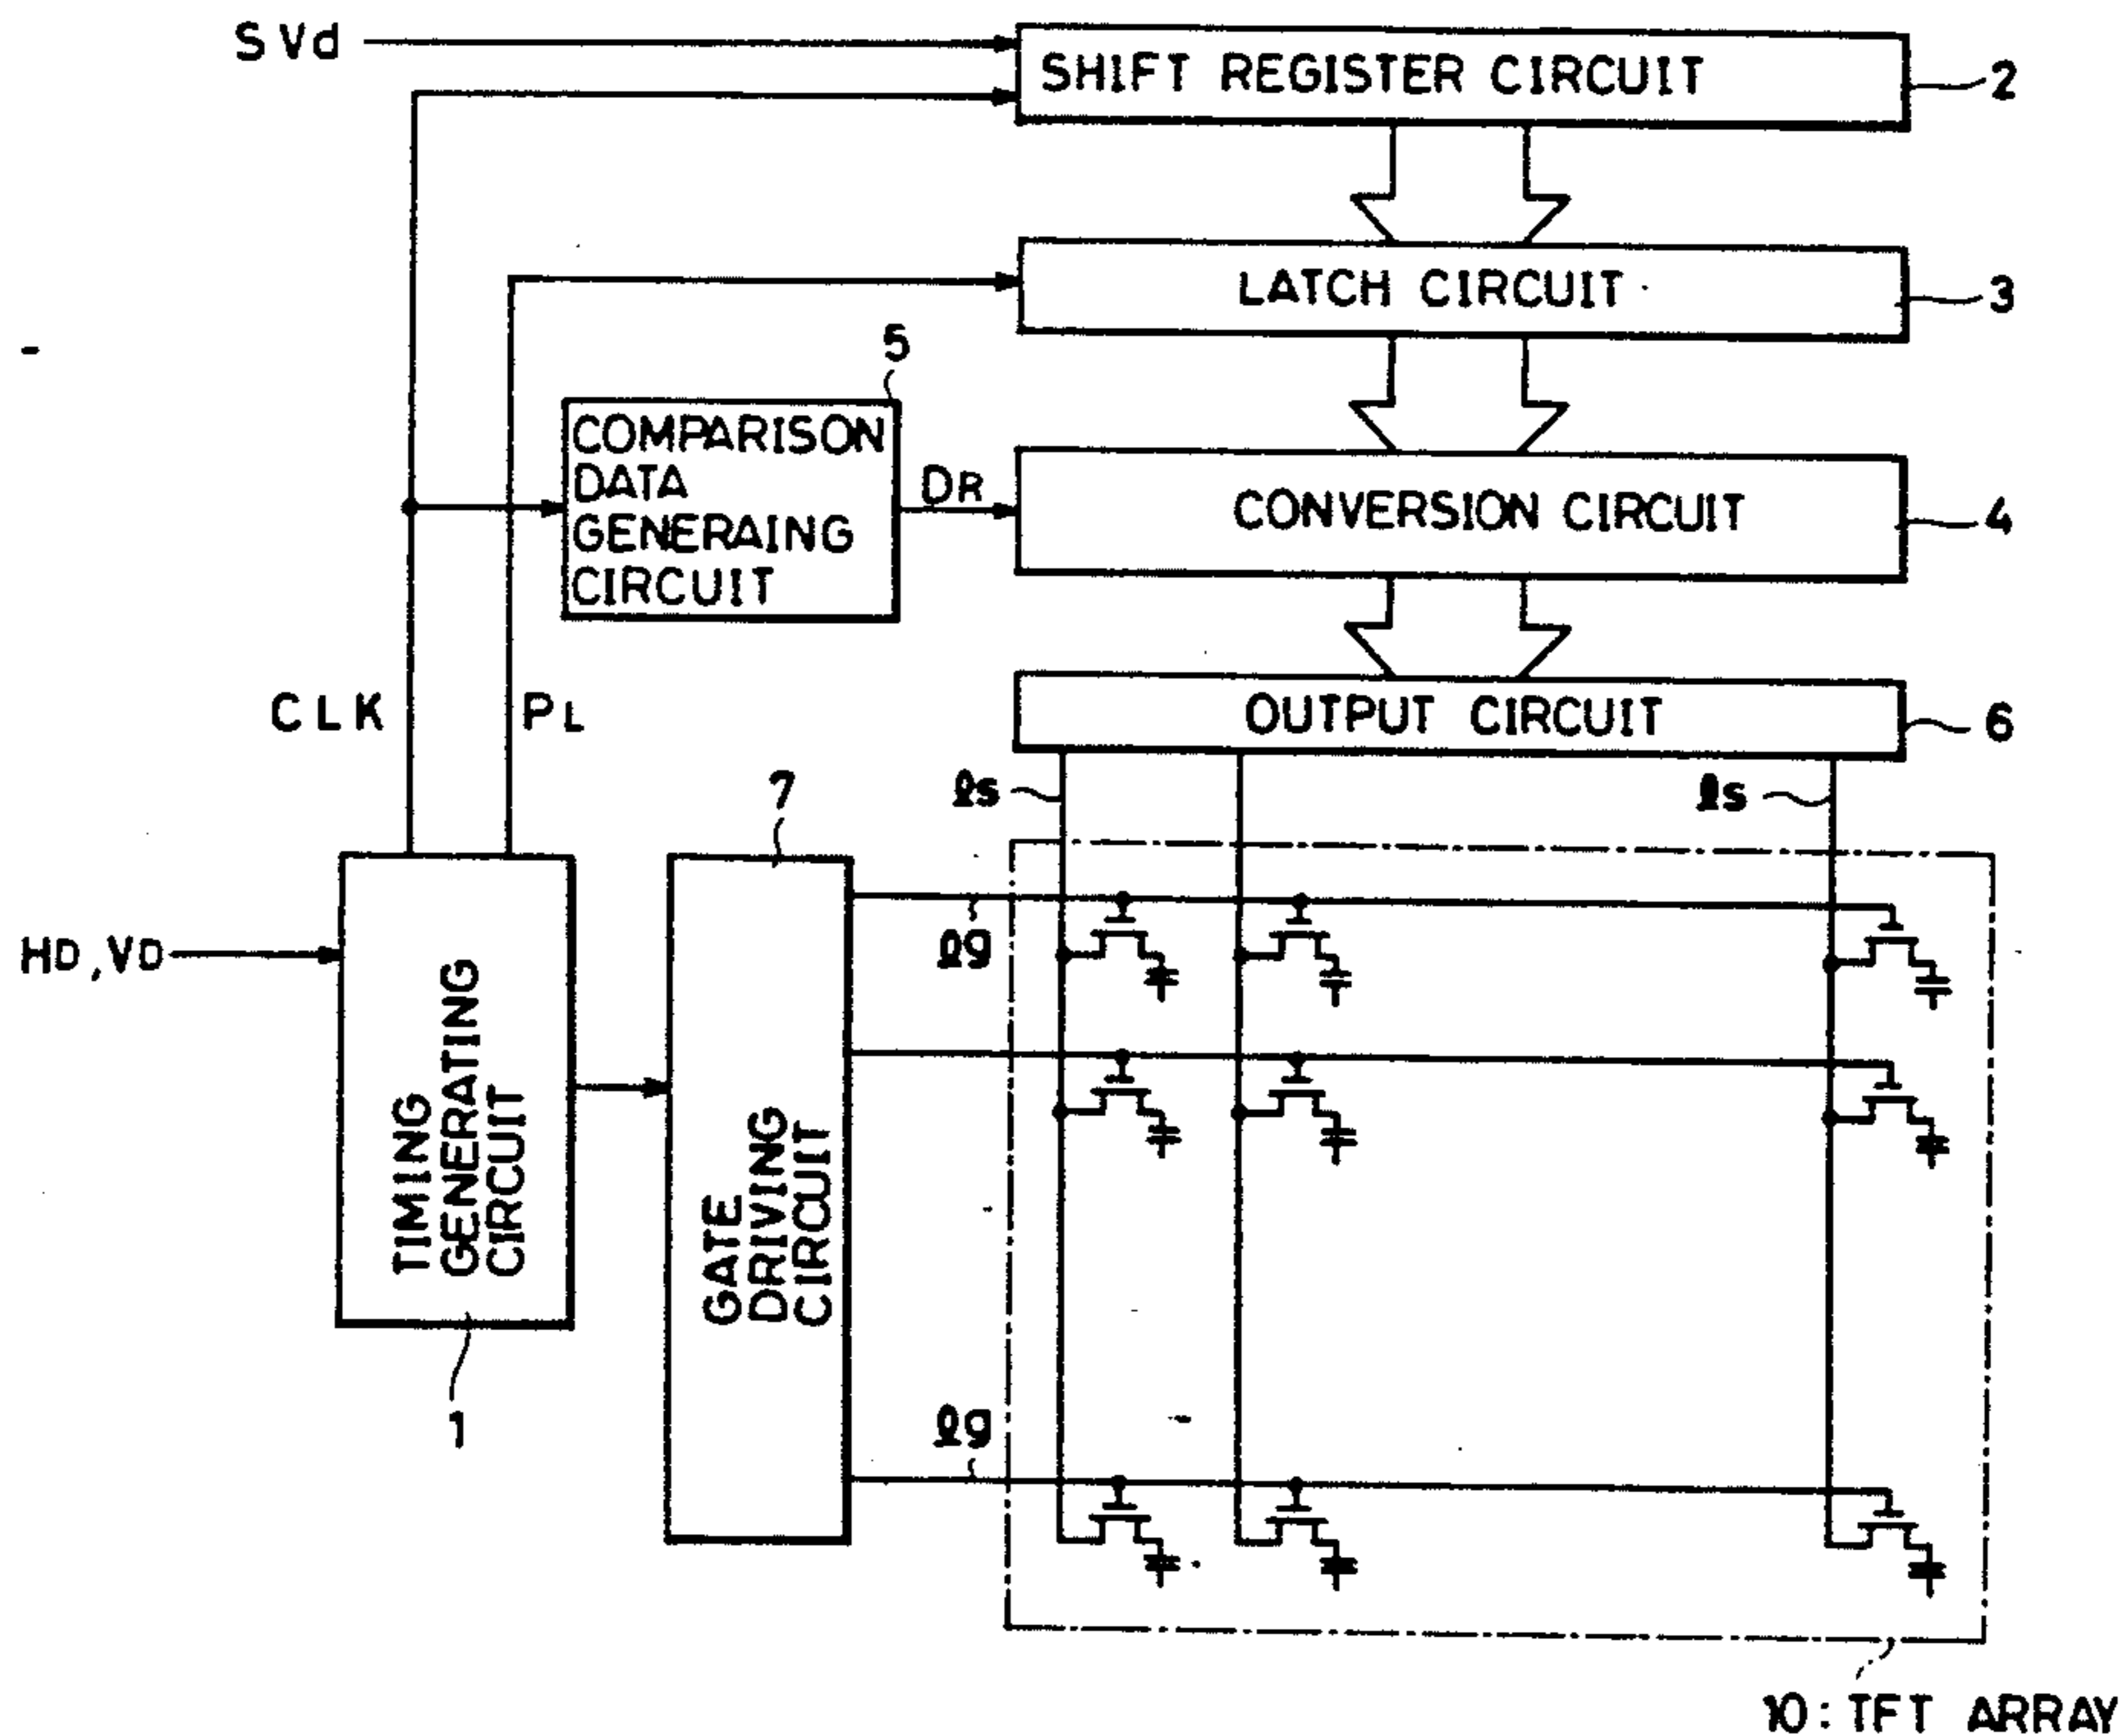 SVd
SHIFT REGISTER CIRCUIT
2
LATCH CIRCUIT
3
5
COMPARISON
DATA
GENERAING
CIRCUIT
DR
CONVERSION CIRCUIT
4
CLK
PL
OUTPUT CIRCUIT
6
7
ℓs
ℓs
HD,VD
TIMING
GENERATING
CIRCUIT
1
GATE
DRIVING
CIRCUIT
ℓg
ℓg
10: TFT ARRAY